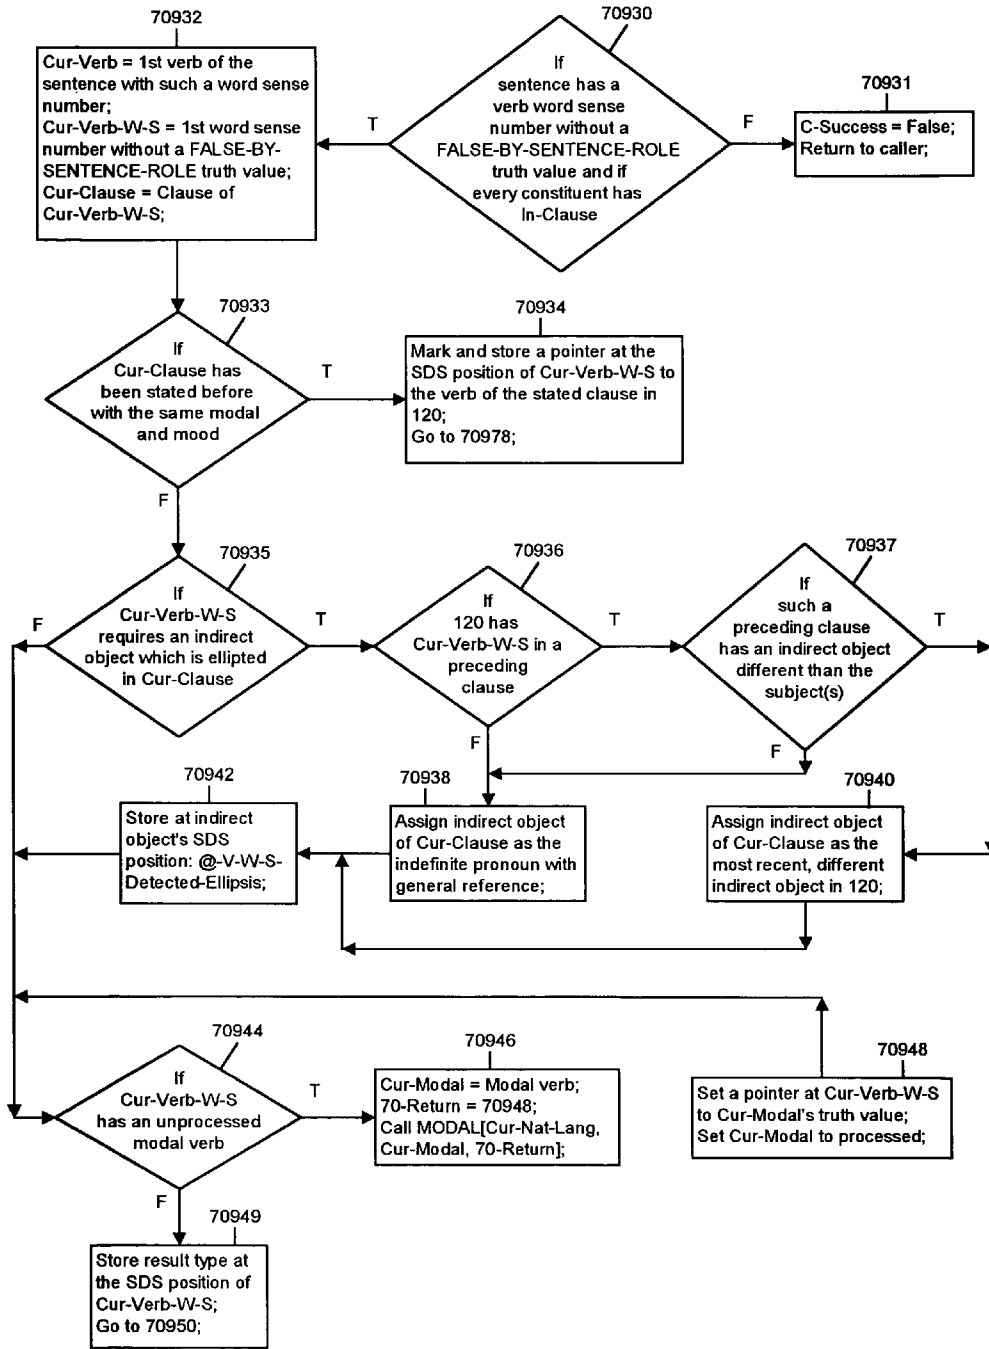 70932
Cur-Verb = 1st verb of the
sentence with such a word sense
number;
Cur-Verb-W-S = 1st word sense
number without a FALSE-BY-
SENTENCE-ROLE truth value;
Cur-Clause = Clause of
Cur-Verb-W-S;
T
70930
If
sentence has a
verb word sense
number without a
FALSE-BY-SENTENCE-ROLE
truth value and if
every constituent has
In-Clause
F
70931
C-Success = False;
Return to caller;
70933
If
Cur-Clause has
been stated before
with the same modal
and mood
T
F
70934
Mark and store a pointer at the
SDS position of Cur-Verb-W-S to
the verb of the stated clause in
120;
Go to 70978;
70935
F
If
Cur-Verb-W-S
requires an indirect
object which is ellipted
in Cur-Clause
T
70936
If
120 has
Cur-Verb-W-S in a
preceding
clause
T
F
70937
If
such a
preceding clause
has an indirect object
different than the
subject(s)
T
F
70942
Store at indirect
object's SDS
position: @-V-W-S-
Detected-Ellipsis;
70938
Assign indirect object
of Cur-Clause as the
indefinite pronoun with
general reference;
70940
Assign indirect object
of Cur-Clause as the
most recent, different
indirect object in 120;
70944
If
Cur-Verb-W-S
has an unprocessed
modal verb
T
F
70946
Cur-Modal = Modal verb;
70-Return = 70948;
Call MODAL[Cur-Nat-Lang,
Cur-Modal, 70-Return];
70948
Set a pointer at Cur-Verb-W-S
to Cur-Modal's truth value;
Set Cur-Modal to processed;
70949
Store result type at
the SDS position of
Cur-Verb-W-S;
Go to 70950;